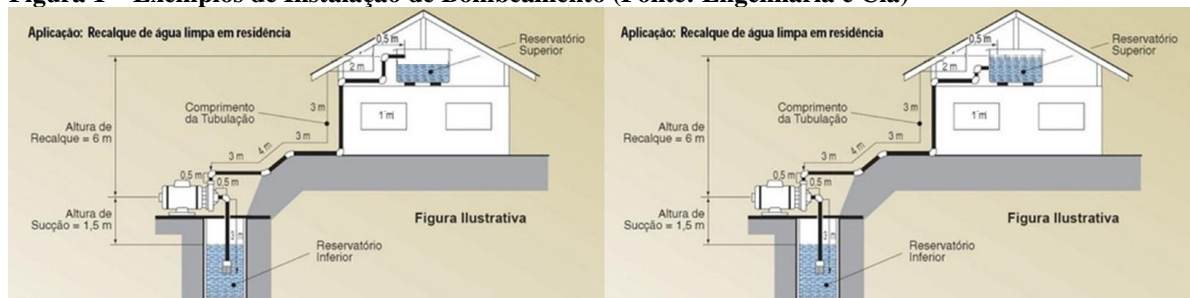 Figura 1 – Exemplos de Instalação de Bombeamento (Fonte: Engenharia e Cia)
Aplicação: Recalque de água limpa em residência
0,5 m
2 m
Reservatório
Superior
Comprimento
da Tubulação
3 m
1 m
Altura de
Recalque = 6 m
3 m
4 m
3 m
0,5 m
0,5 m
Altura de
Sucção = 1,5 m
3 m
Figura Ilustrativa
Reservatório
Inferior
Aplicação: Recalque de água limpa em residência
0,5 m
2 m
Reservatório
Superior
Comprimento
da Tubulação
3 m
1 m
Altura de
Recalque = 6 m
3 m
4 m
3 m
0,5 m
0,5 m
Altura de
Sucção = 1,5 m
3 m
Figura Ilustrativa
Reservatório
Inferior